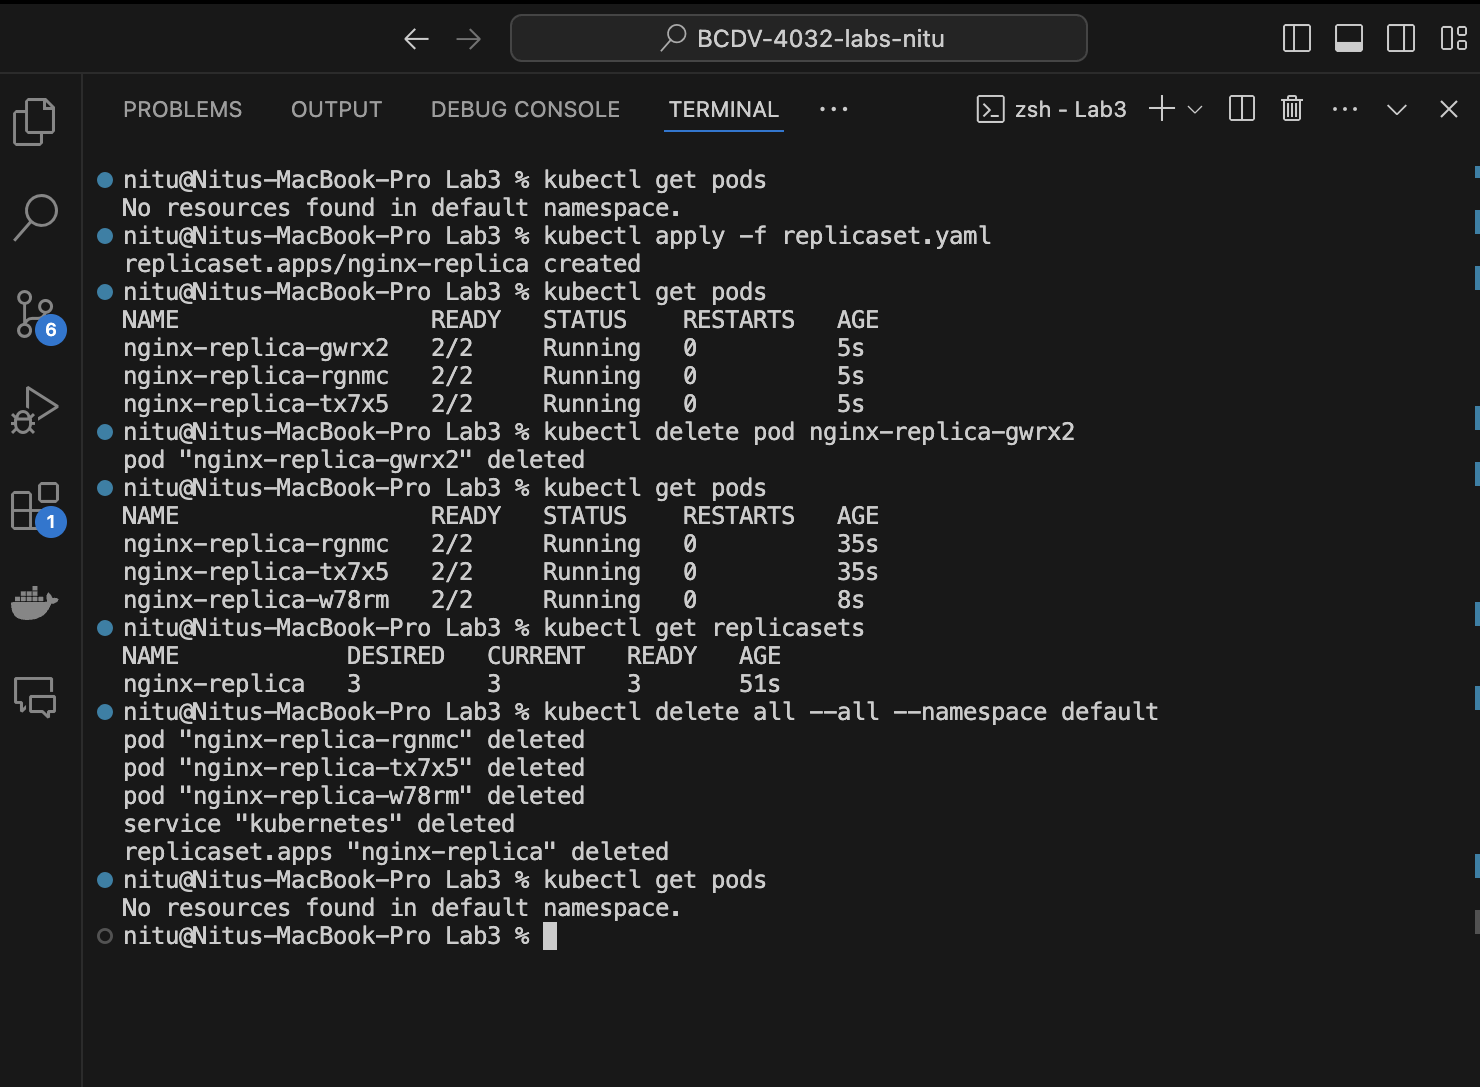 BCDV-4032-labs-nitu
PROBLEMS OUTPUT DEBUG CONSOLE TERMINAL ··· zsh - Lab3
nitu@Nitus-MacBook-Pro Lab3 % kubectl get pods
No resources found in default namespace.
nitu@Nitus-MacBook-Pro Lab3 % kubectl apply -f replicaset.yaml
replicaset.apps/nginx-replica created
nitu@Nitus-MacBook-Pro Lab3 % kubectl get pods
NAME                  READY   STATUS    RESTARTS   AGE
nginx-replica-gwrx2   2/2     Running   0          5s
nginx-replica-rgnmc   2/2     Running   0          5s
nginx-replica-tx7x5   2/2     Running   0          5s
nitu@Nitus-MacBook-Pro Lab3 % kubectl delete pod nginx-replica-gwrx2
pod "nginx-replica-gwrx2" deleted
nitu@Nitus-MacBook-Pro Lab3 % kubectl get pods
NAME                  READY   STATUS    RESTARTS   AGE
nginx-replica-rgnmc   2/2     Running   0          35s
nginx-replica-tx7x5   2/2     Running   0          35s
nginx-replica-w78rm   2/2     Running   0          8s
nitu@Nitus-MacBook-Pro Lab3 % kubectl get replicasets
NAME            DESIRED   CURRENT   READY   AGE
nginx-replica   3         3         3       51s
nitu@Nitus-MacBook-Pro Lab3 % kubectl delete all --all --namespace default
pod "nginx-replica-rgnmc" deleted
pod "nginx-replica-tx7x5" deleted
pod "nginx-replica-w78rm" deleted
service "kubernetes" deleted
replicaset.apps "nginx-replica" deleted
nitu@Nitus-MacBook-Pro Lab3 % kubectl get pods
No resources found in default namespace.
nitu@Nitus-MacBook-Pro Lab3 %
6
1